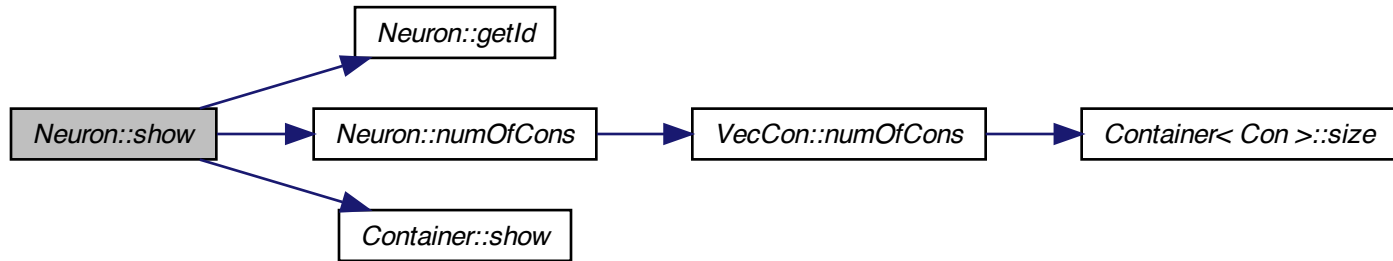 Neuron::getId
Neuron::show
Neuron::numOfCons
VecCon::numOfCons
Container< Con >::size
Container::show